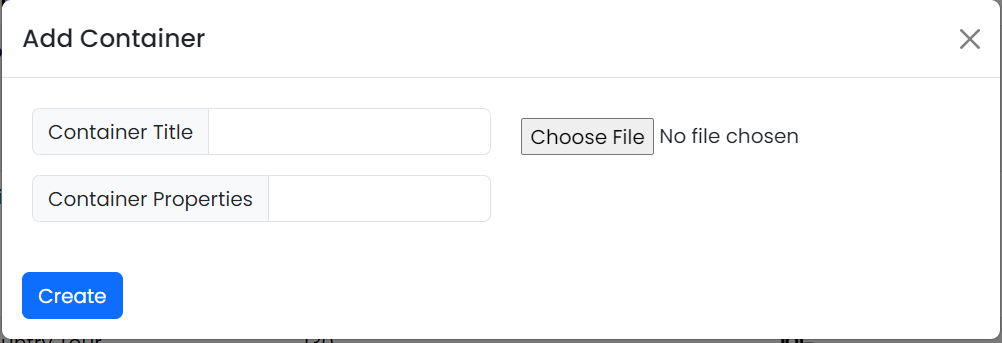 Add Container
Container Title
Choose File No file chosen
Container Properties
Create